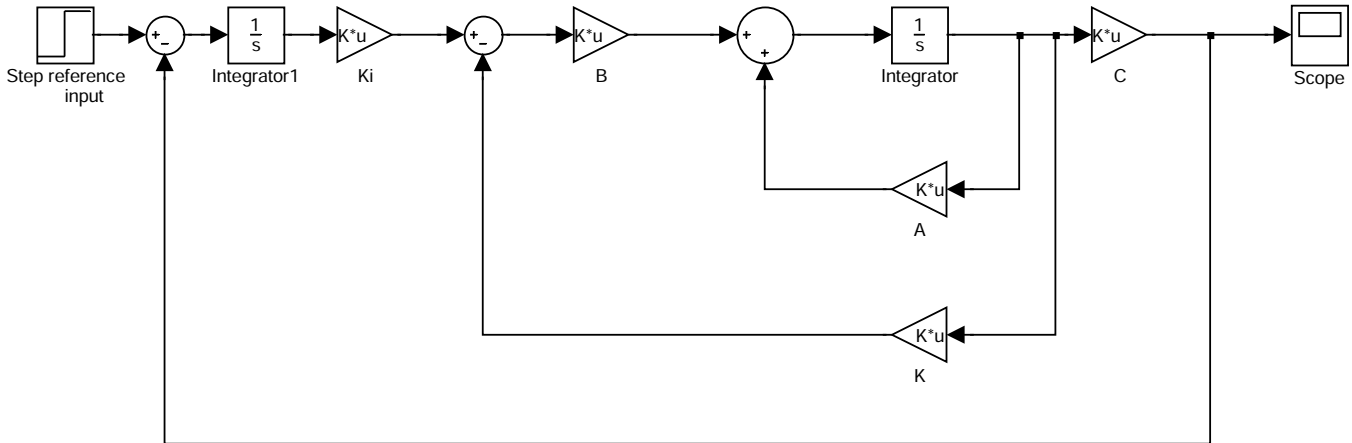 +
−
1
s
K*u
+
−
K*u
+
+
1
s
K*u
Step reference
input
Integrator1
Ki
B
Integrator
C
Scope
K*u
A
K*u
K